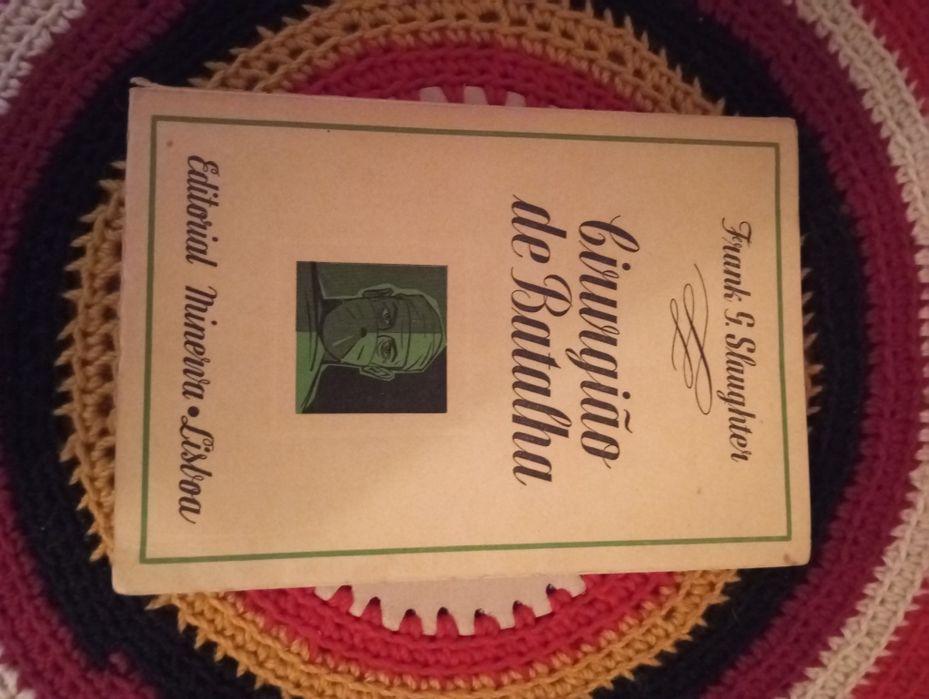 Frank G. Slaughter
Cirurgião
de Batalha
Editorial Minerva • Lisboa